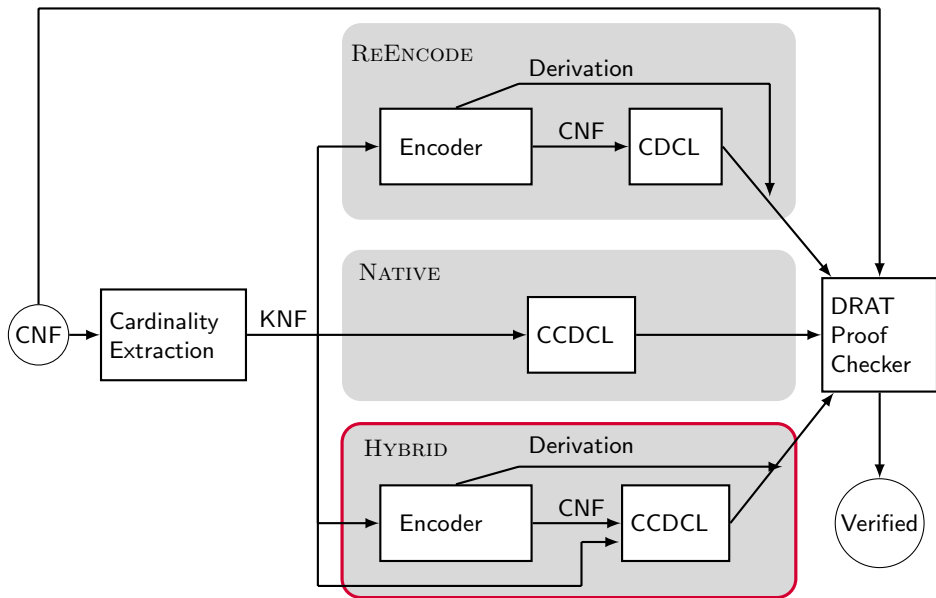 REENCODE
Derivation
Encoder
CNF
CDCL
NATIVE
CNF
Cardinality
Extraction
KNF
CCDCL
DRAT
Proof
Checker
HYBRID
Derivation
Encoder
CNF
CCDCL
Verified